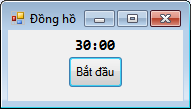 Đồng hồ
30:00
Bắt đầu